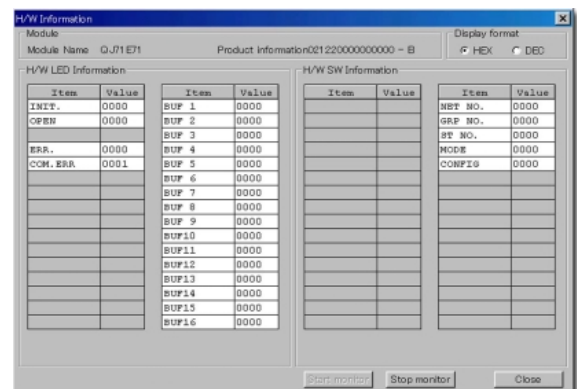 H/W Information
Module
Module Name QJ71E71
Product Information 021220000000000 - B
Display format
HEX DEC
H/W LED Information
Item Value
INIT. 0000
OPEN 0000
ERR. 0000
COM.ERR 0001
Item Value
BUF 1 0000
BUF 2 0000
BUF 3 0000
BUF 4 0000
BUF 5 0000
BUF 6 0000
BUF 7 0000
BUF 8 0000
BUF 9 0000
BUF10 0000
BUF11 0000
BUF12 0000
BUF13 0000
BUF14 0000
BUF15 0000
BUF16 0000
H/W SW Information
Item Value
Item Value
NET NO. 0000
GRP NO. 0000
ST NO. 0000
MODE 0000
CONFIG 0000
Start monitor
Stop monitor
Close